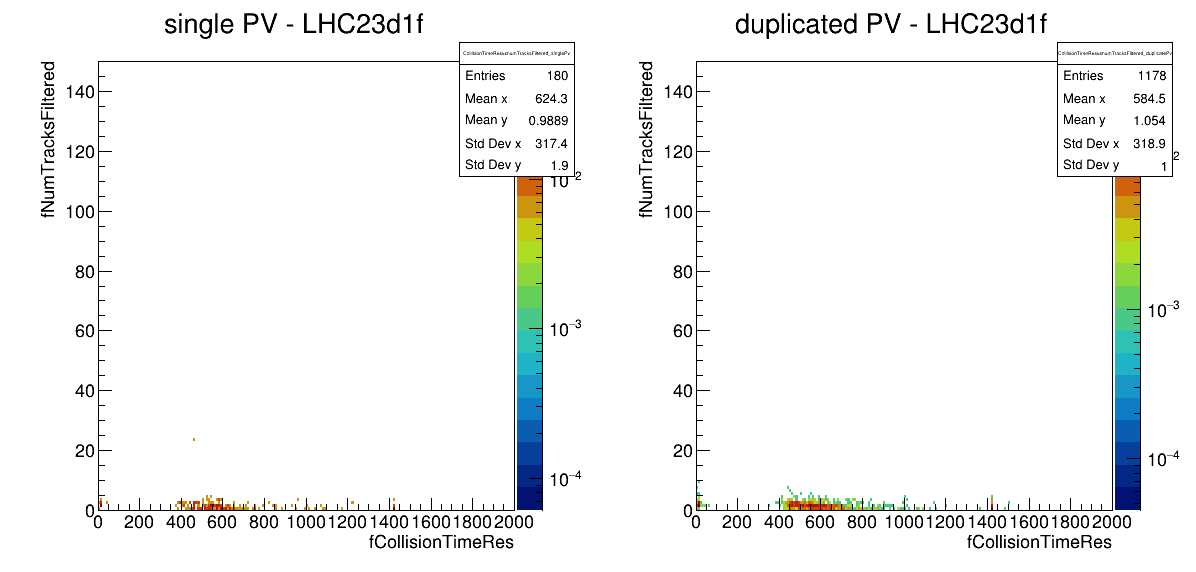 single PV - LHC23d1f
duplicated PV - LHC23d1f
Entries 180
Mean x 624.3
Mean y 0.9889
Std Dev x 317.4
Std Dev y 1.9
Entries 1178
Mean x 584.5
Mean y 1.054
Std Dev x 318.9
Std Dev y 1
fNumTracksFiltered
140
120
100
80
60
40
20
0
0 200 400 600 800 1000 1200 1400 1600 1800 2000
fCollisionTimeRes
10−2
10−3
10−4
fNumTracksFiltered
140
120
100
80
60
40
20
0
0 200 400 600 800 1000 1200 1400 1600 1800 2000
fCollisionTimeRes
2
10−3
10−4